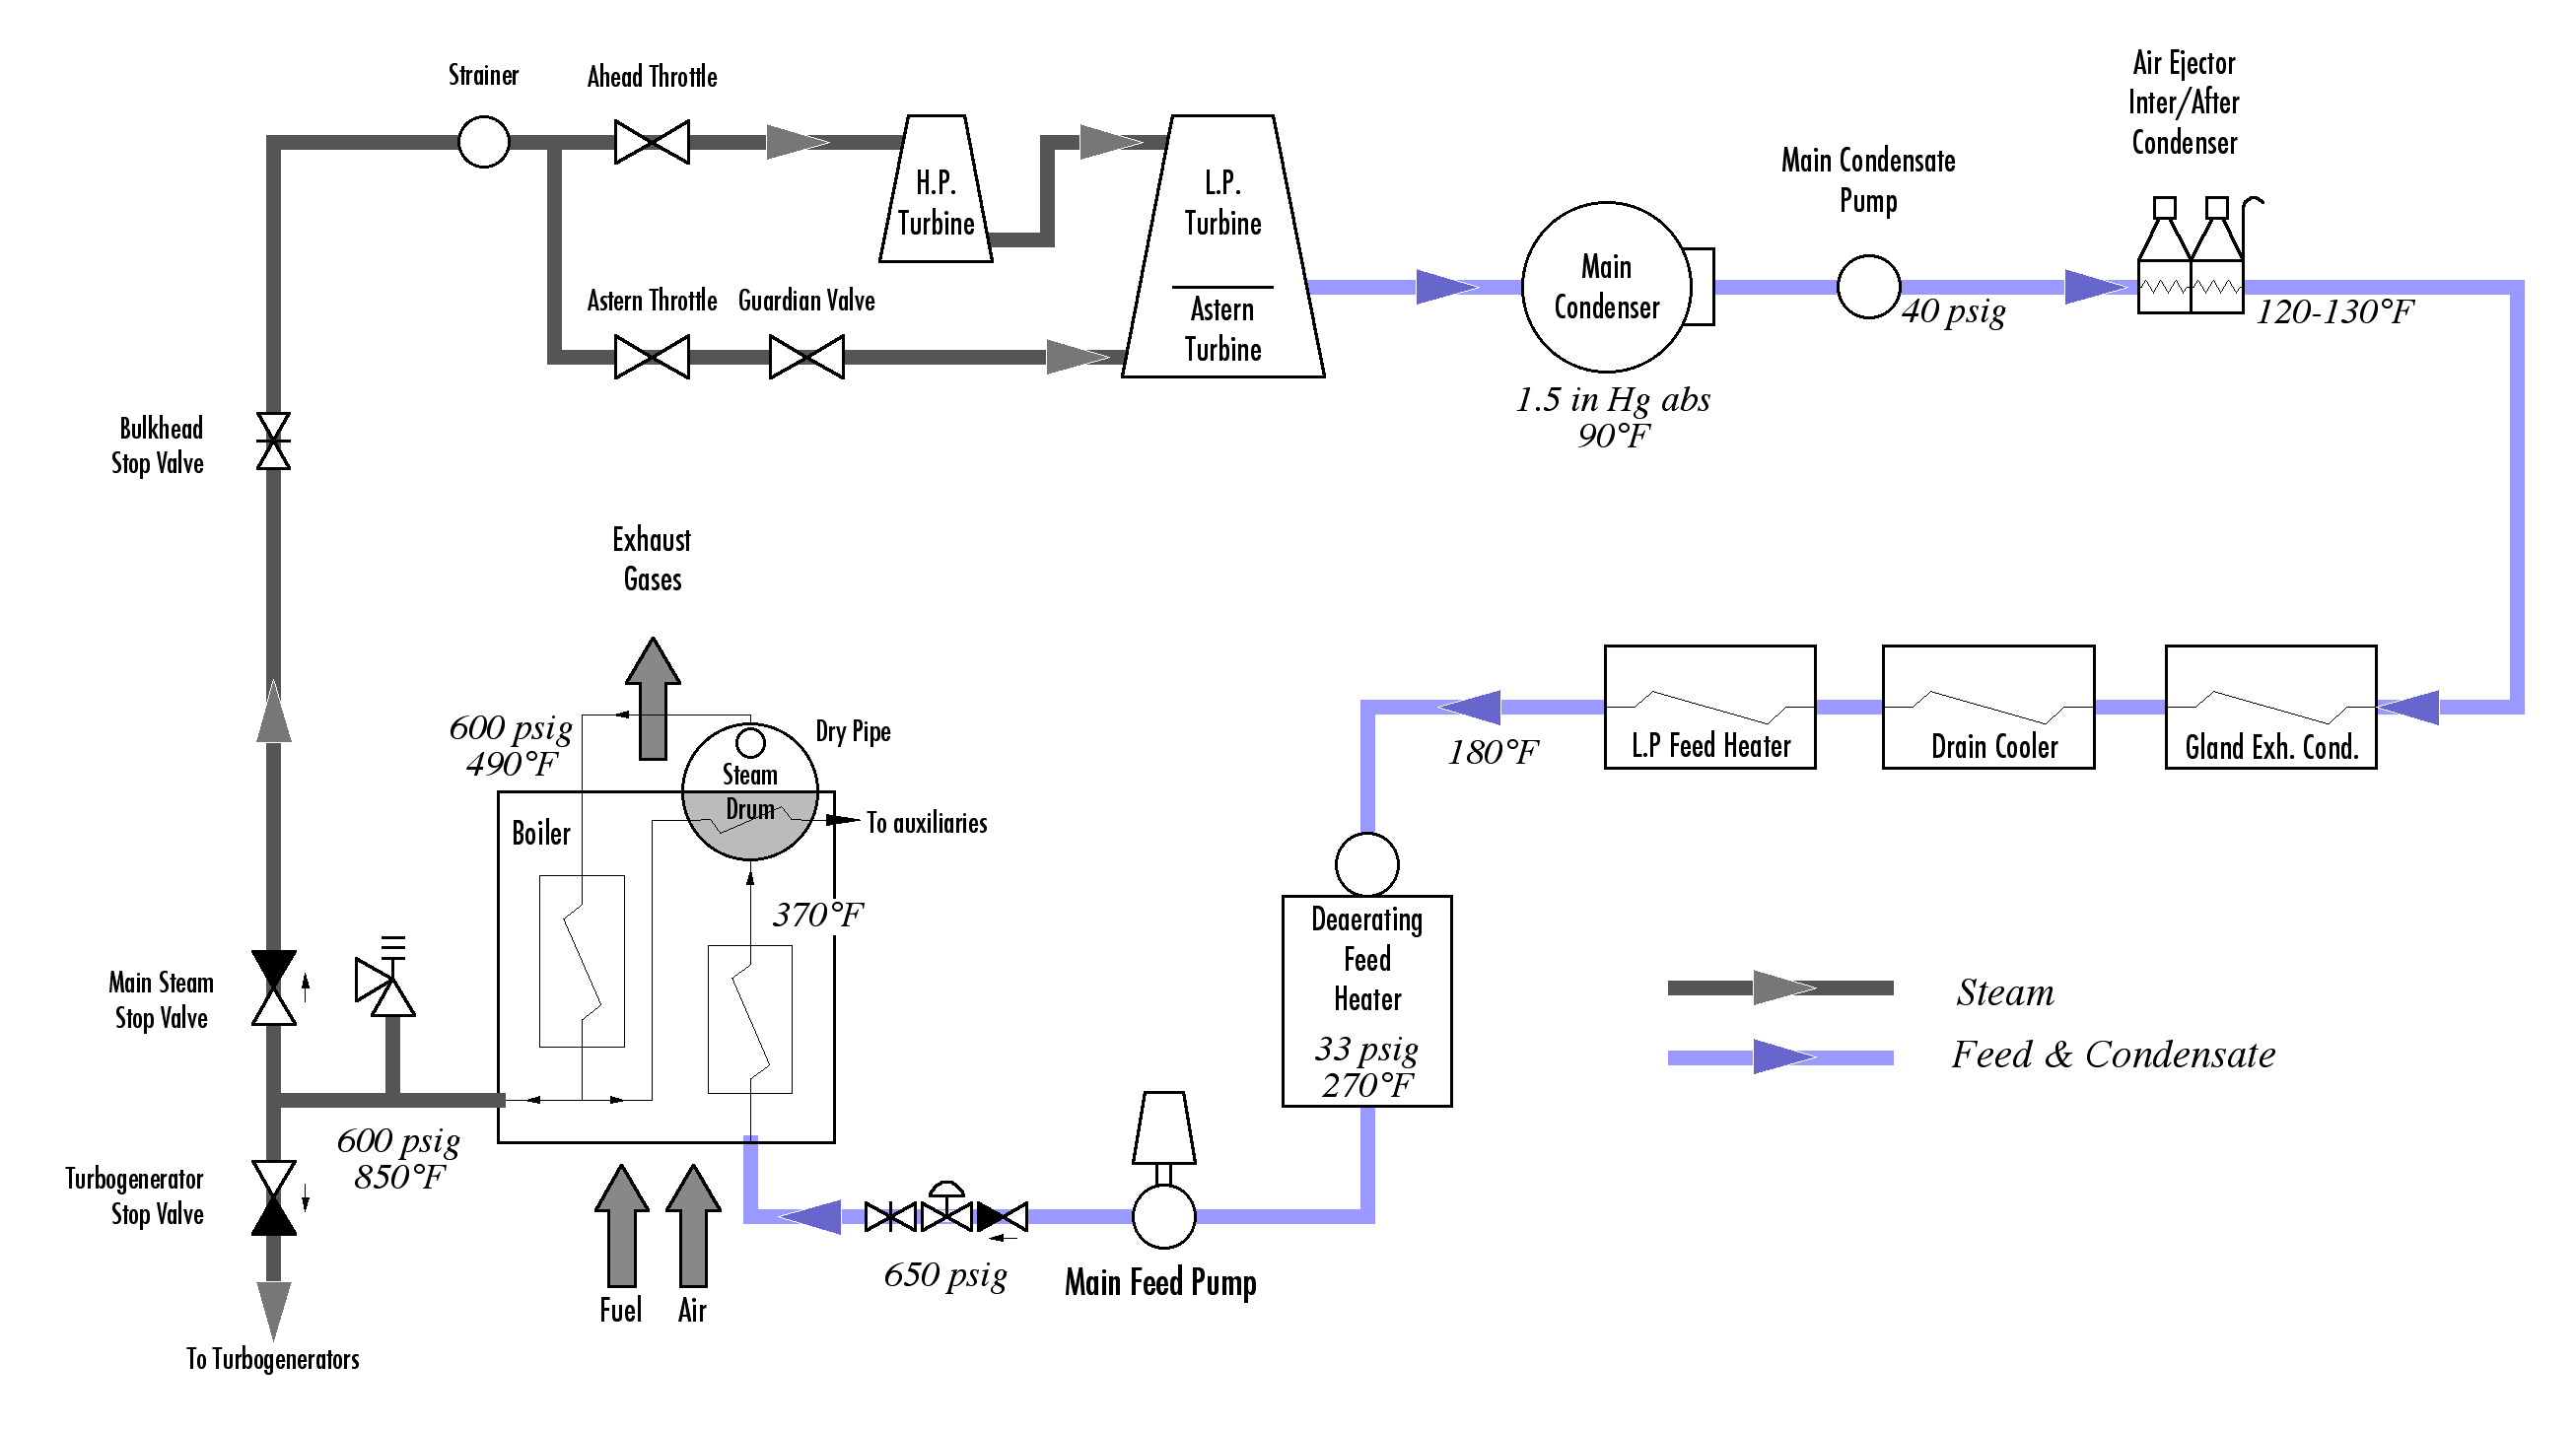 Strainer
Ahead Throttle
Air Ejector
Inter/After
Condenser
H.P.
Turbine
L.P.
Turbine
Main Condensate
Pump
Main
Condenser
Astern Throttle
Guardian Valve
Astern
Turbine
40 psig
120-130°F
1.5 in Hg abs
90°F
Bulkhead
Stop Valve
Exhaust
Gases
600 psig
490°F
Dry Pipe
Steam
Drum
Boiler
To auxiliaries
370°F
180°F
L.P Feed Heater
Drain Cooler
Gland Exh. Cond.
Deaerating
Feed
Heater
33 psig
270°F
Main Steam
Stop Valve
Steam
Feed & Condensate
600 psig
850°F
Turbogenerator
Stop Valve
650 psig
Main Feed Pump
Fuel
Air
To Turbogenerators